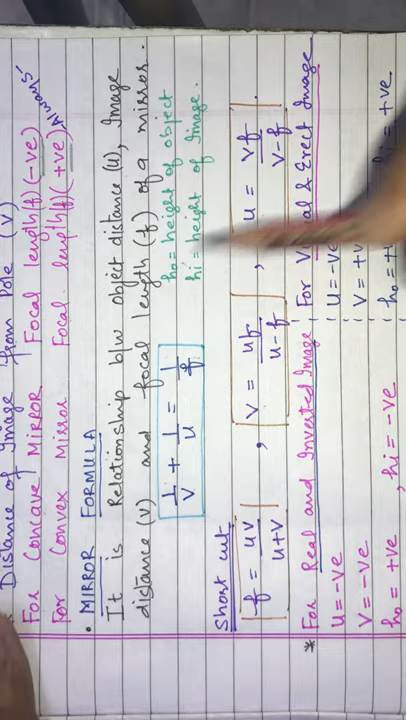 Distance of Image from Pole (v)
For Concave MIRROR Focal length(f) (-ve)
For Convex Mirror Focal length(f) (+ve) Always
• MIRROR FORMULA
It is Relationship b/w object distance (u), Image
distance (v) and focal length (f) of a mirror.
1/v + 1/u = 1/f
ho = height of object
hi = height of Image.
Short cut
f = uv/u+v , v = uf/u-f , u = vf/v-f .
* For Real and Inverted Image
u = -ve
v = -ve
ho = +ve , hi = -ve
For & Erect Image
u = -ve
v = +v
ho = +v hi = +ve